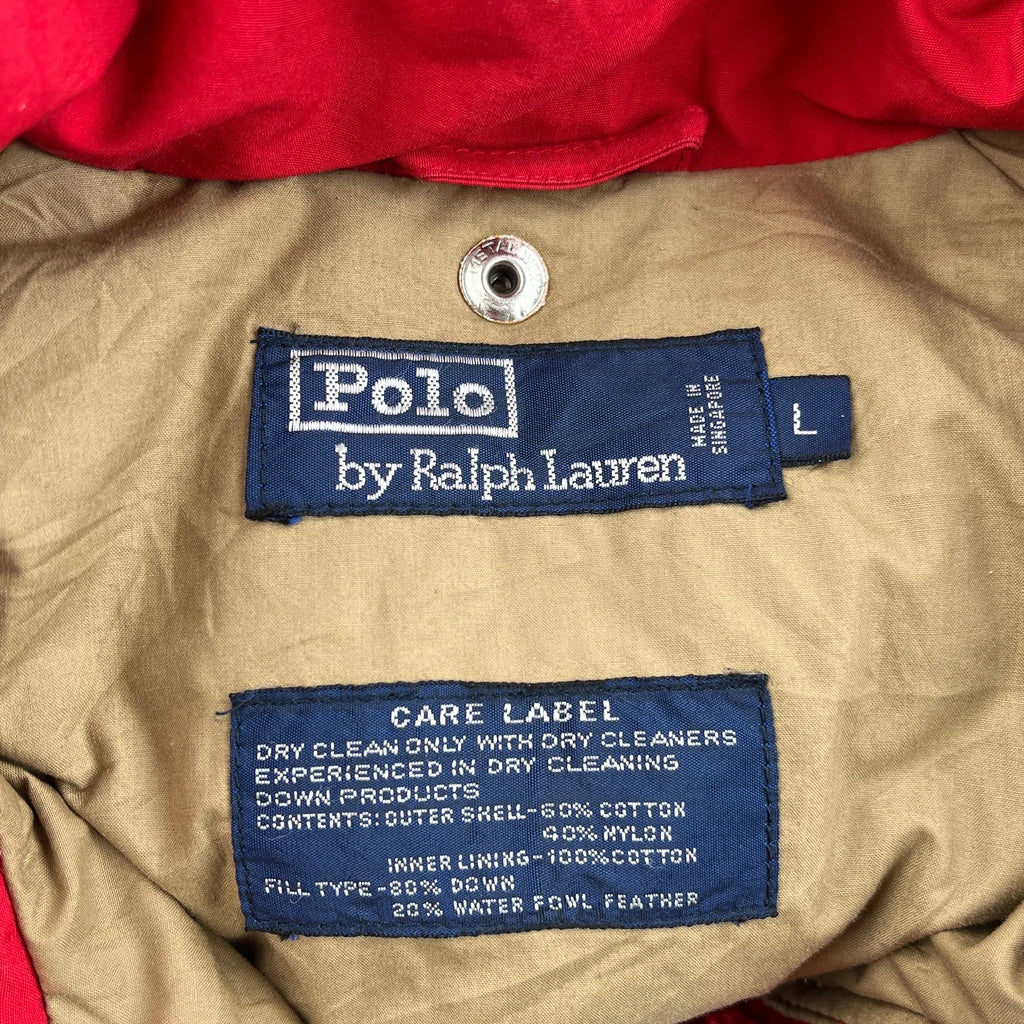 Polo
by Ralph Lauren
MADE IN
SINGAPORE
L
CARE LABEL
DRY CLEAN ONLY WITH DRY CLEANERS
EXPERIENCED IN DRY CLEANING
DOWN PRODUCTS
CONTENTS: OUTER SHELL-60% COTTON
40% NYLON
INNER LINING-100% COTTON
FILL TYPE-80% DOWN
20% WATER FOWL FEATHER